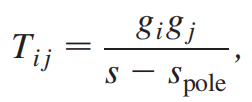 T_{ij} = \frac{g_i g_j}{s - s_{\text{pole}}},